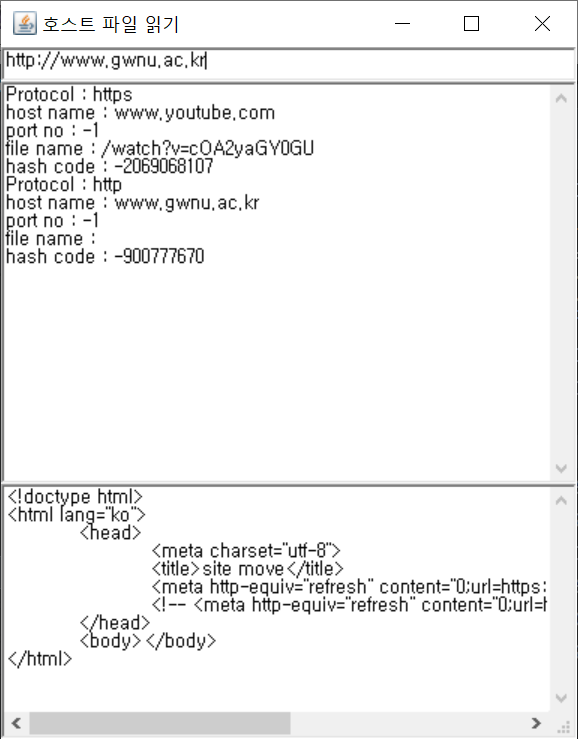 호스트 파일 읽기
http://www.gwnu.ac.kr
Protocol : https
host name : www.youtube.com
port no : -1
file name : /watch?v=cOA2yaGY0GU
hash code : -2069068107
Protocol : http
host name : www.gwnu.ac.kr
port no : -1
file name :
hash code : -900777670
<!doctype html>
<html lang="ko">
<head>
<meta charset="utf-8">
<title>site move</title>
<meta http-equiv="refresh" content="0;url=https:
<!-- <meta http-equiv="refresh" content="0;url=h
</head>
<body></body>
</html>